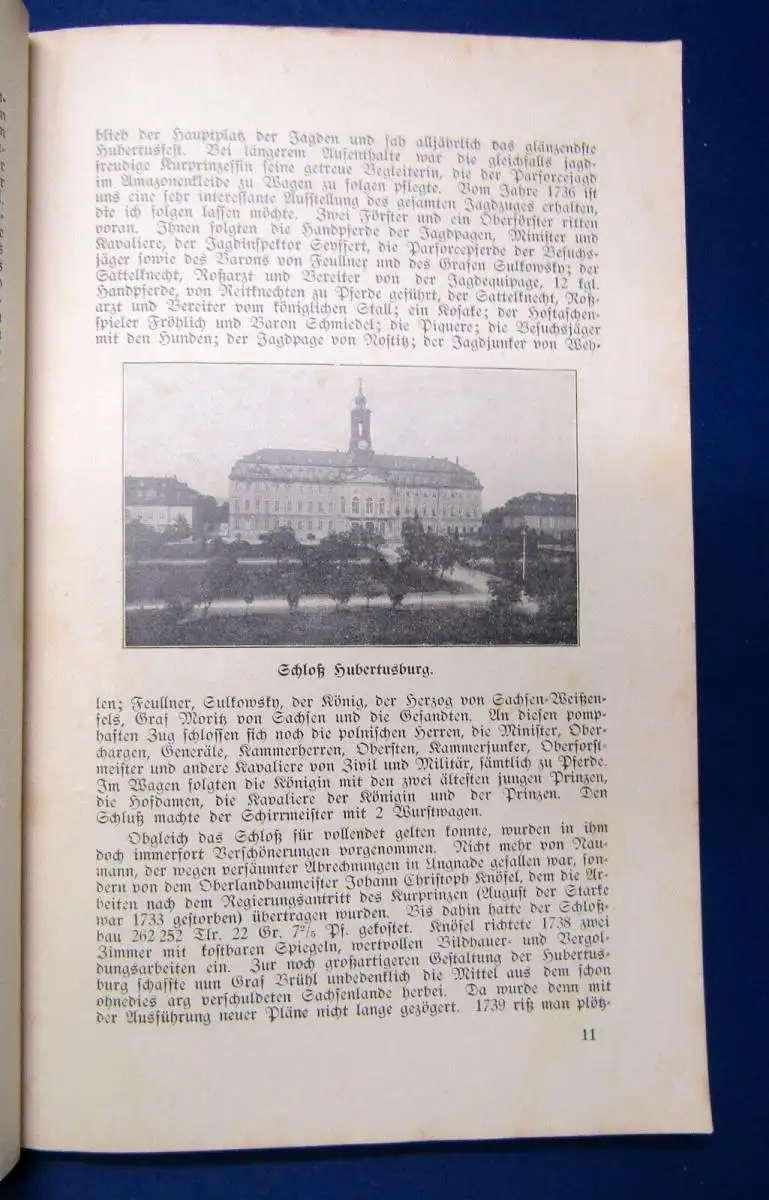 blieb der Hauptplatz der Jagden und sah alljährlich das glänzendste
Hubertusfest. Bei längerem Aufenthalte war die gleichfalls jagd-
freudige Kurprinzessin seine getreue Begleiterin, die der Parforcejagd
im Amazonenkleide zu Wagen zu folgen pflegte. Vom Jahre 1736 ist
uns eine sehr interessante Aufstellung des gesamten Jagdzuges erhalten,
die ich folgen lassen möchte. Zwei Förster und ein Oberförster ritten
voran. Ihnen folgten die Handpferde der Jagdpagen, Minister und
Kavaliere, der Jagdinspektor Seyffert, die Parforcepferde der Besuchs-
jäger sowie des Barons von Feullner und des Grafen Sulkowsky; der
Sattelknecht, Roßarzt und Bereiter von der Jagdequipage, 12 kgl.
Handpferde, von Reitknechten zu Pferde geführt, der Sattelknecht, Roß-
arzt und Bereiter vom königlichen Stall; ein Kosake; der Hoftaschen-
spieler Fröhlich und Baron Schmiedel; die Piquere; die Besuchsjäger
mit den Hunden; der Jagdpage von Nostitz; der Jagdjunker von Weh-
Schloß Hubertusburg.
len; Feullner, Sulkowsky, der König, der Herzog von Sachsen-Weißen-
fels, Graf Moritz von Sachsen und die Gesandten. An diesen pomp-
haften Zug schlossen sich noch die polnischen Herren, die Minister, Ober-
chargen, Generäle, Kammerherren, Obersten, Kammerjunker, Oberforst-
meister und andere Kavaliere von Zivil und Militär, sämtlich zu Pferde.
Im Wagen folgten die Königin mit den zwei ältesten jungen Prinzen,
die Hofdamen, die Kavaliere der Königin und der Prinzen. Den
Schluß machte der Schirrmeister mit 2 Wurstwagen.
Obgleich das Schloß für vollendet gelten konnte, wurden in ihm
doch immerfort Verschönerungen vorgenommen. Nicht mehr von Nau-
mann, der wegen versäumter Abrechnungen in Ungnade gefallen war, son-
dern von dem Oberlandbaumeister Johann Christoph Knöfel, dem die Ar-
beiten nach dem Regierungsantritt des Kurprinzen (August der Starke
war 1733 gestorben) übertragen wurden. Bis dahin hatte der Schloß-
bau 262 252 Tlr. 22 Gr. 7²/₅ Pf. gekostet. Knöfel richtete 1738 zwei
Zimmer mit kostbaren Spiegeln, wertvollen Bildhauer- und Vergol-
dungsarbeiten ein. Zur noch großartigeren Gestaltung der Hubertus-
burg schaffte nun Graf Brühl unbedenklich die Mittel aus dem schon
ohnedies arg verschuldeten Sachsenlande herbei. Da wurde denn mit
der Ausführung neuer Pläne nicht lange gezögert. 1739 riß man plötz-
11